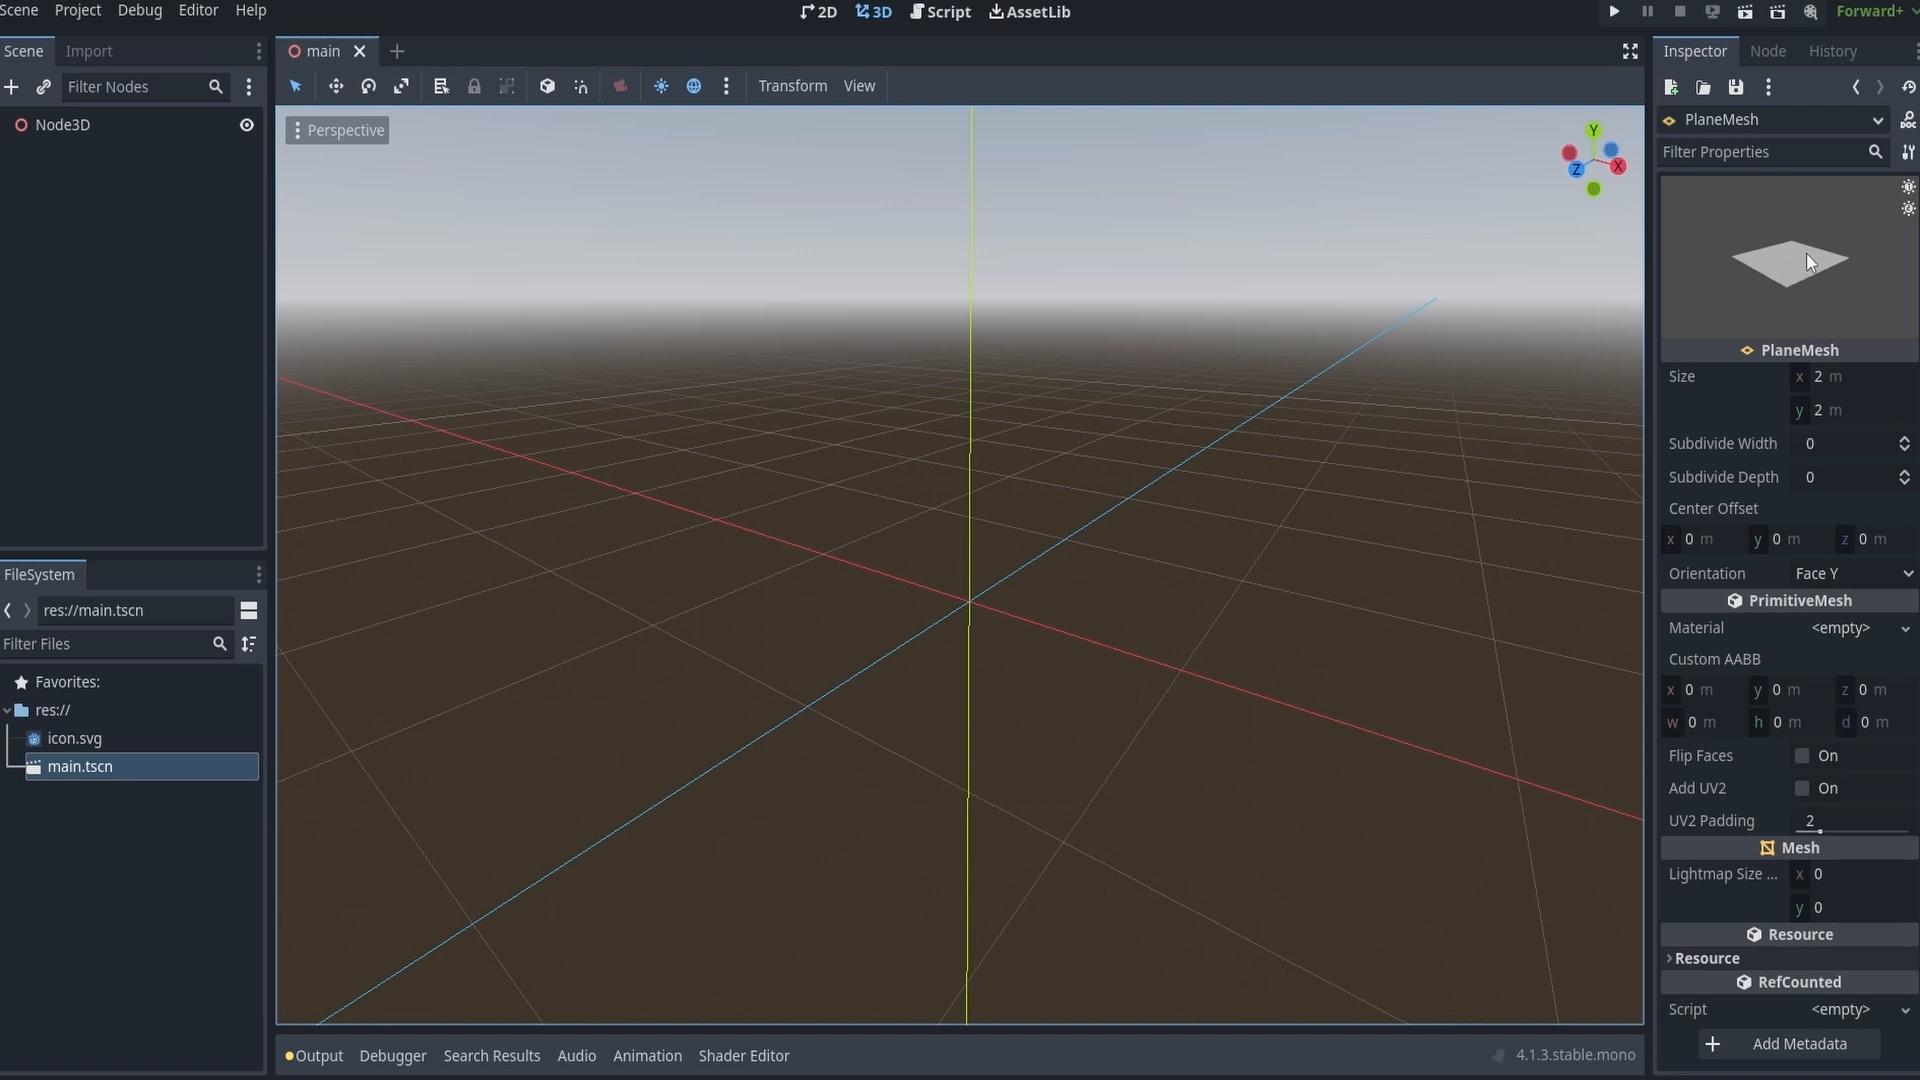 Scene Project Debug Editor Help
2D 3D Script AssetLib
Forward+
Scene Import
Filter Nodes
Node3D
FileSystem
res://main.tscn
Filter Files
Favorites:
res://
icon.svg
main.tscn
main
Transform View
Perspective
Y
Z X
Output Debugger Search Results Audio Animation Shader Editor
4.1.3.stable.mono
Inspector Node History
PlaneMesh
Filter Properties
PlaneMesh
Size x 2 m
y 2 m
Subdivide Width 0
Subdivide Depth 0
Center Offset
x 0 m y 0 m z 0 m
Orientation Face Y
PrimitiveMesh
Material <empty>
Custom AABB
x 0 m y 0 m z 0 m
w 0 m h 0 m d 0 m
Flip Faces On
Add UV2 On
UV2 Padding 2
Mesh
Lightmap Size ... x 0
y 0
Resource
Resource
RefCounted
Script <empty>
Add Metadata